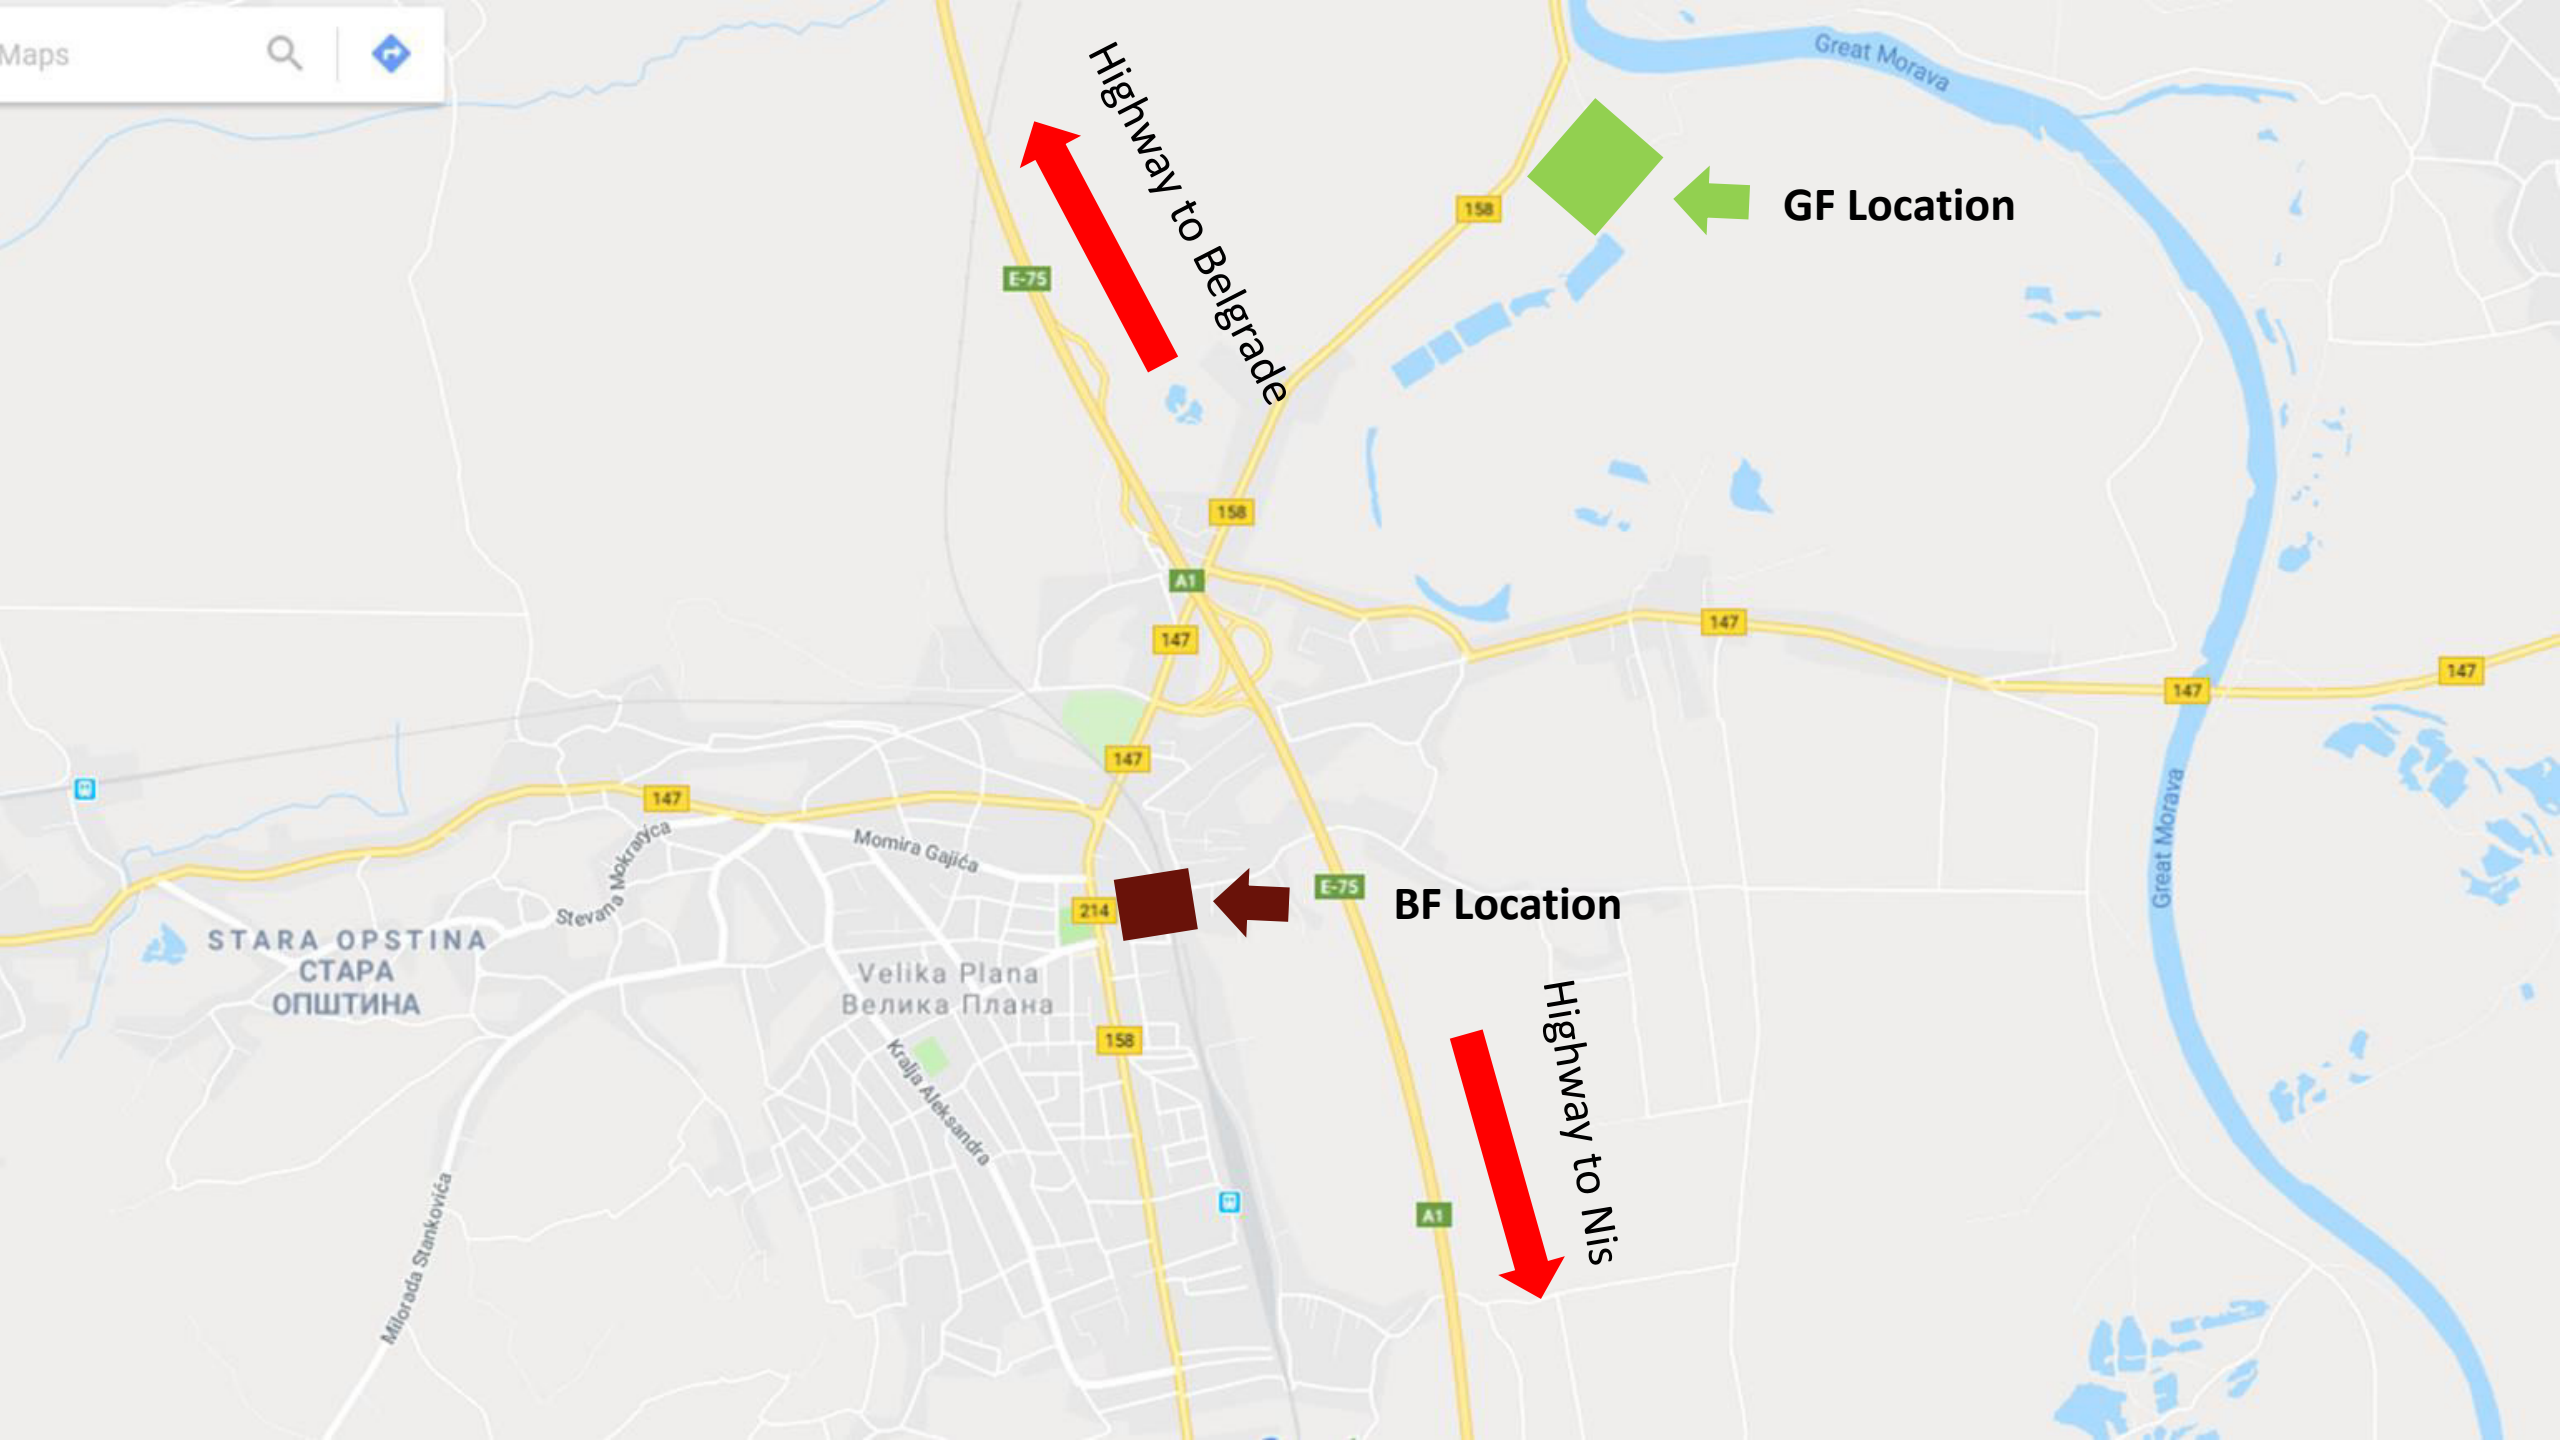 Maps
Highway to Belgrade
Great Morava
158
GF Location
E-75
158
A1
147
147
147
147
147
147
Great Morava
Momira Gajića
Stevana Mokranjca
214
E-75
BF Location
STARA OPSTINA
СТАРА
ОПШТИНА
Velika Plana
Велика Плана
158
Highway to Nis
Kralja Aleksandra
A1
Milorada Stankovića